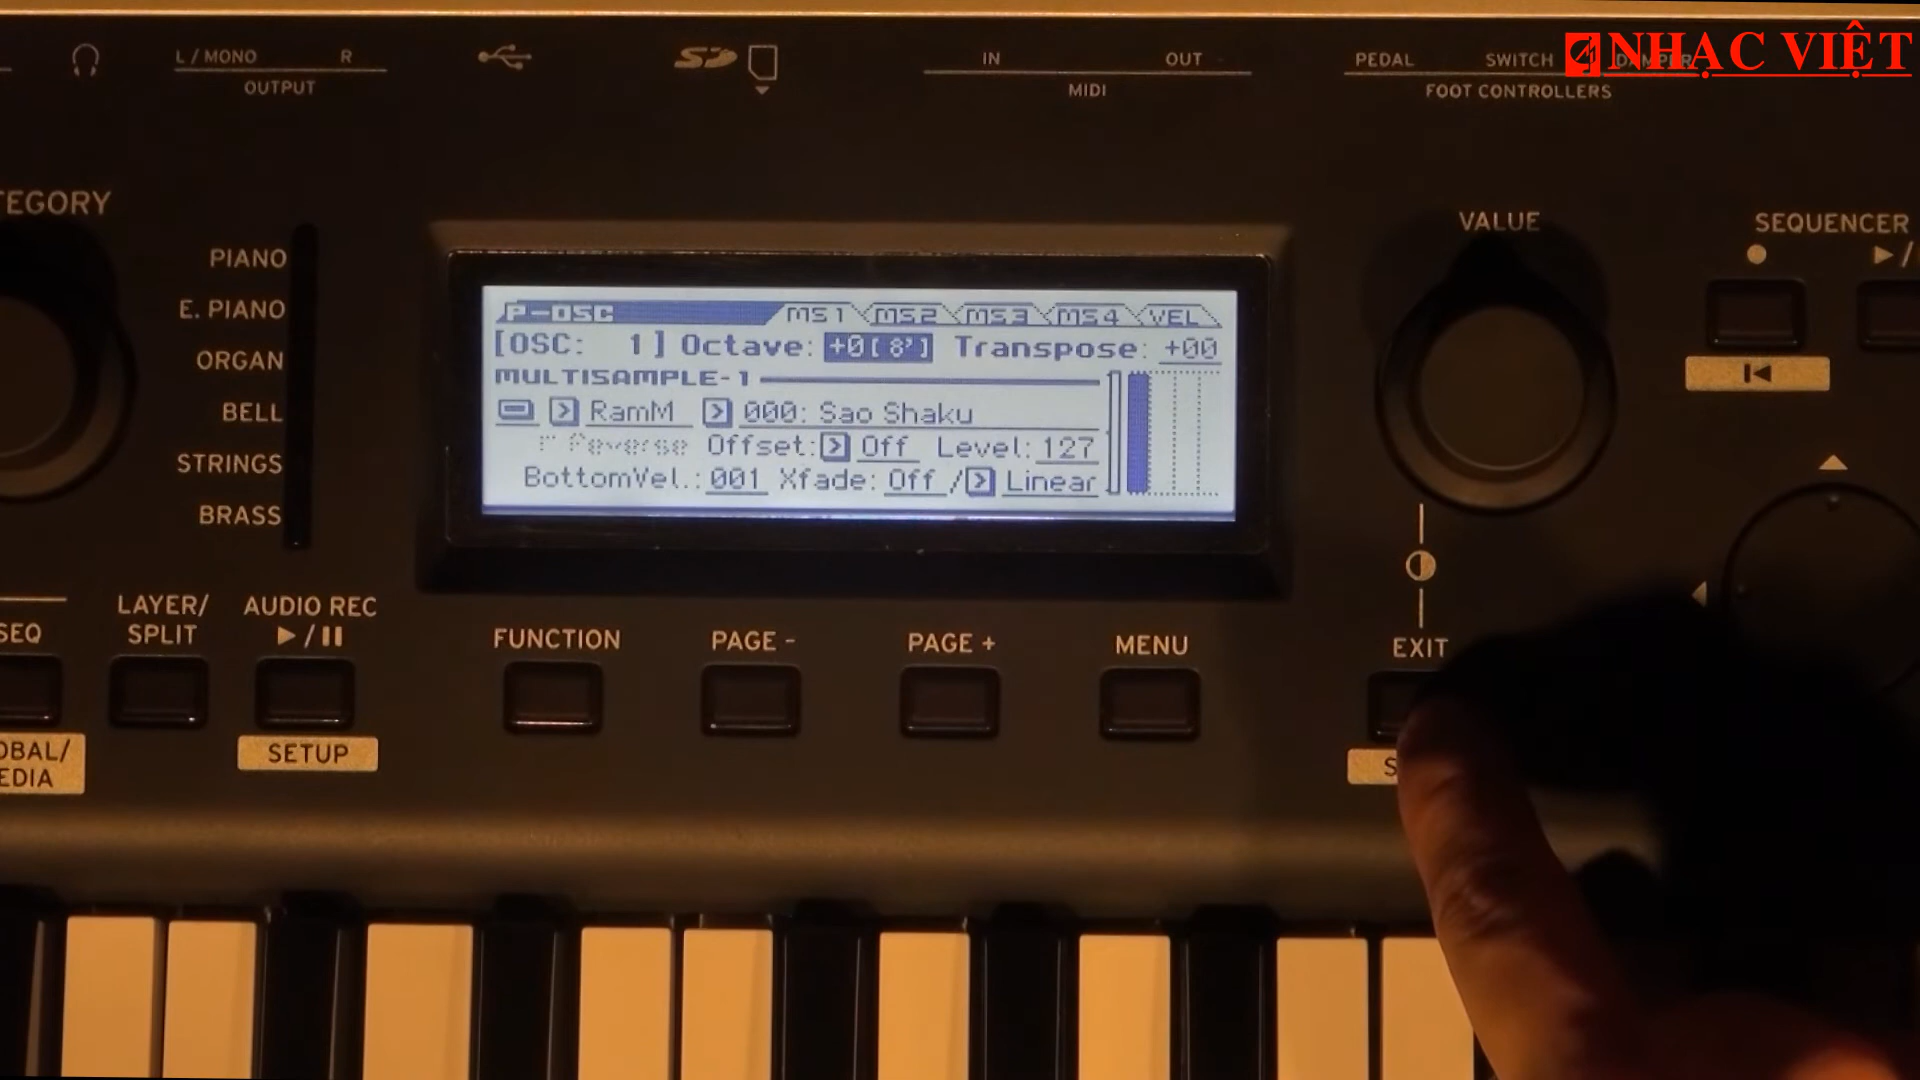 L / MONO R
OUTPUT
IN OUT
MIDI
PEDAL SWITCH DAMPER
FOOT CONTROLLERS
NHẠC VIỆT
TEGORY
PIANO
E. PIANO
ORGAN
BELL
STRINGS
BRASS
P-OSC MS1 MS2 MS3 MS4 VEL
[OSC: 1] Octave: +0[8'] Transpose: +00
MULTISAMPLE-1
RamM 000: Sao Shaku
Reverse Offset: Off Level: 127
BottomVel.: 001 Xfade: Off / Linear
VALUE
SEQUENCER
SEQ
LAYER/
SPLIT
AUDIO REC
SETUP
OBAL/
EDIA
FUNCTION
PAGE -
PAGE +
MENU
EXIT
S